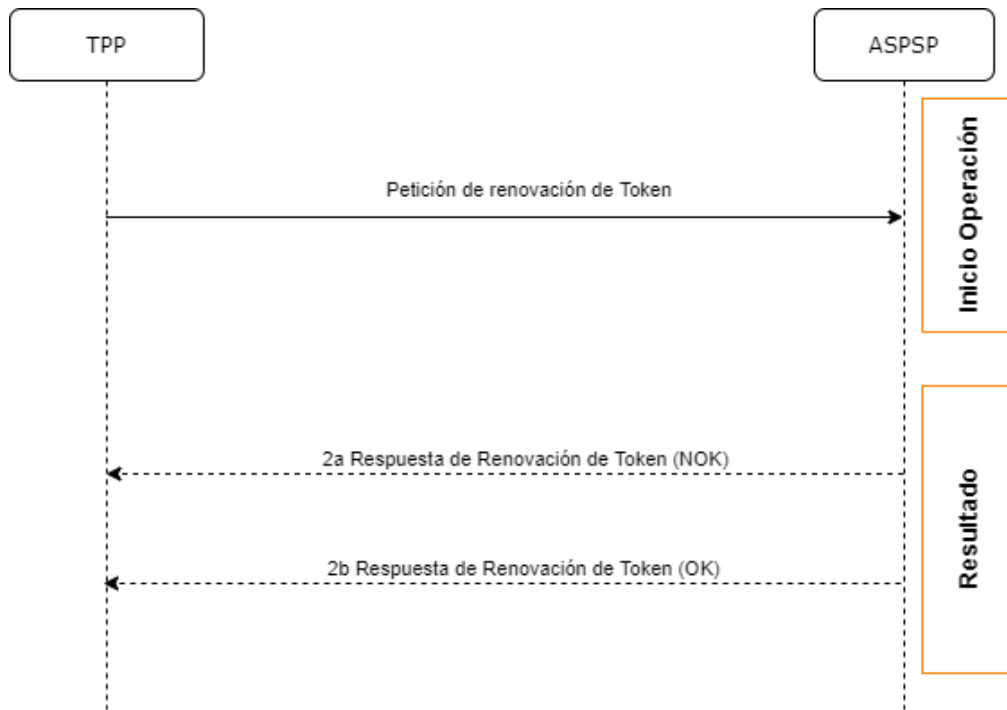 TPP
ASPSP
Petición de renovación de Token
Inicio Operación
2a Respuesta de Renovación de Token (NOK)
2b Respuesta de Renovación de Token (OK)
Resultado